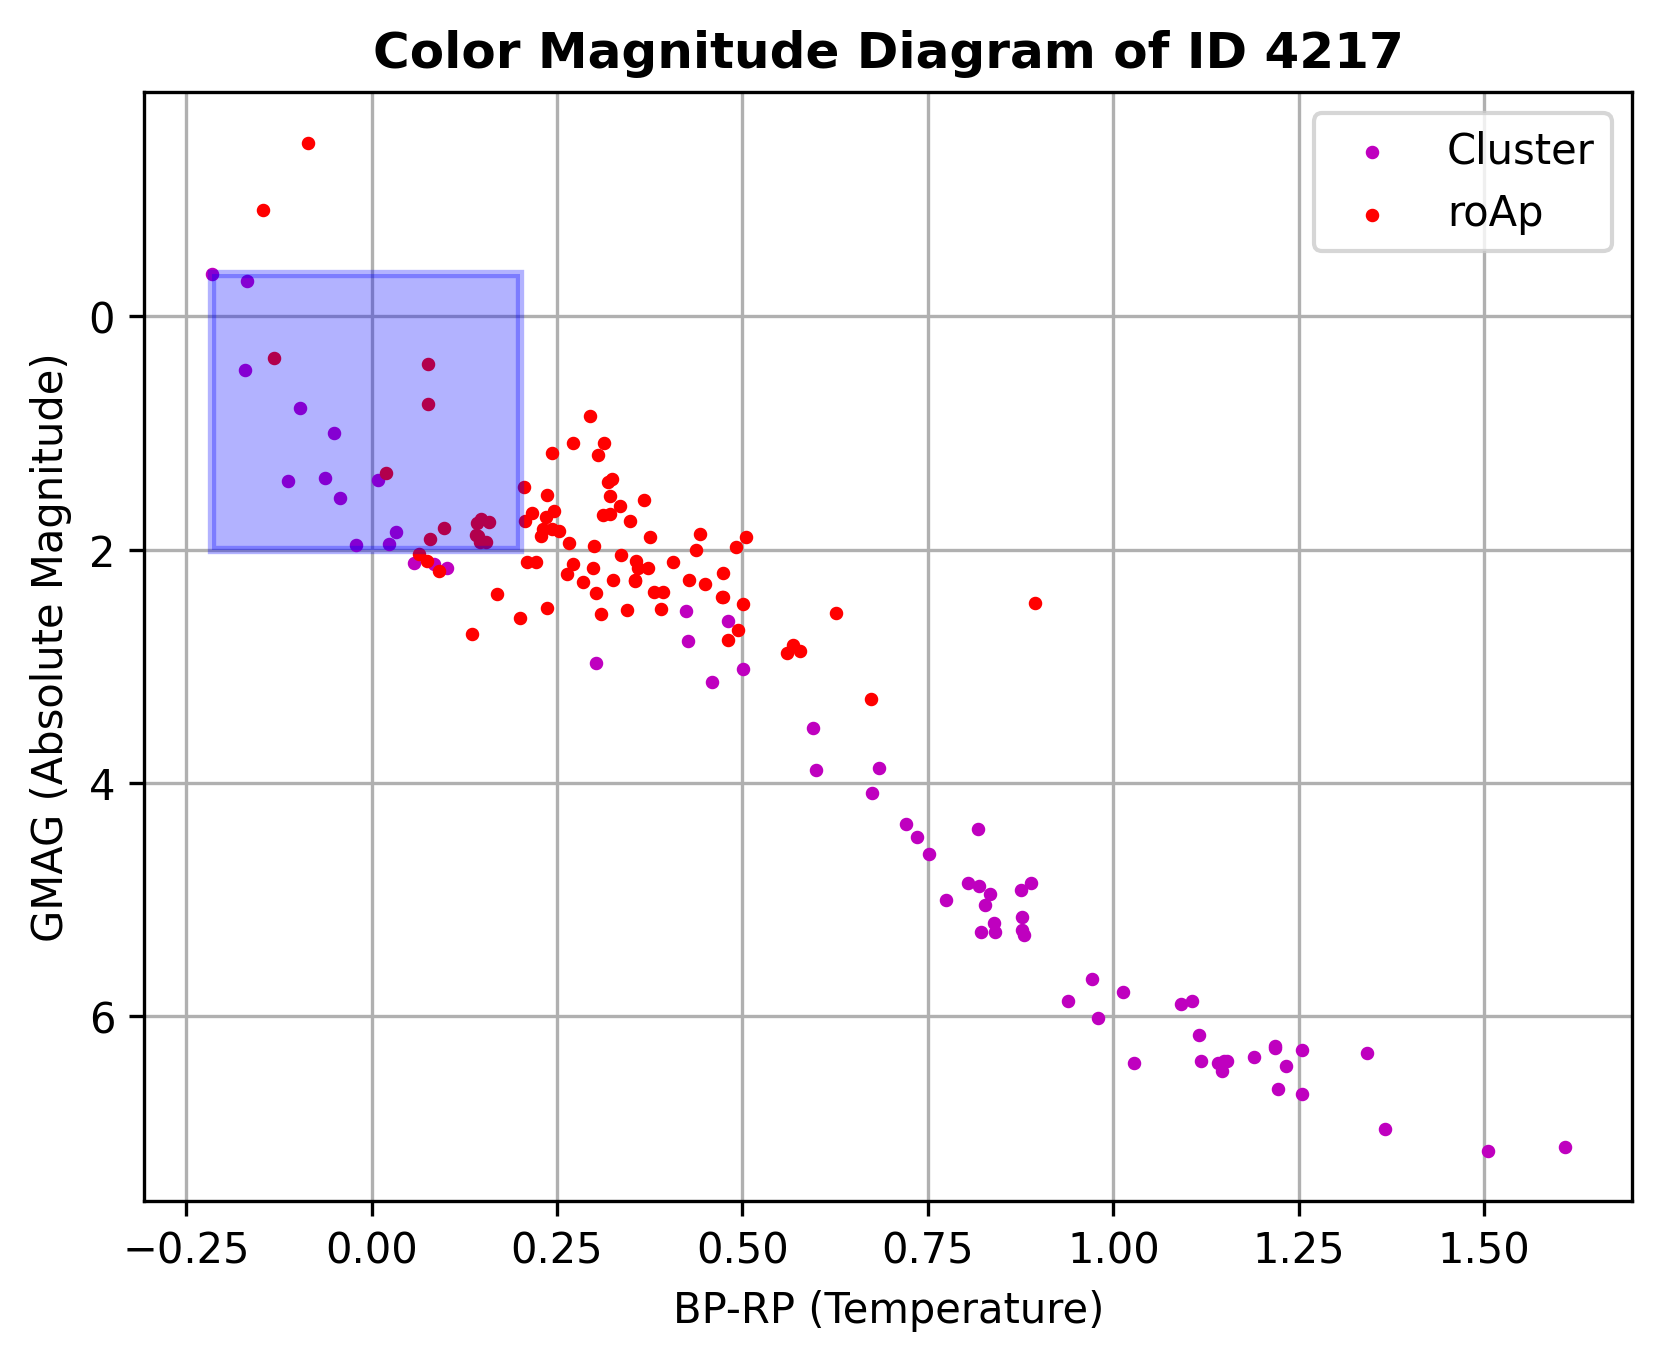 Color Magnitude Diagram of ID 4217
Cluster
roAp
GMAG (Absolute Magnitude)
0
2
4
6
−0.25
0.00
0.25
0.50
0.75
1.00
1.25
1.50
BP-RP (Temperature)